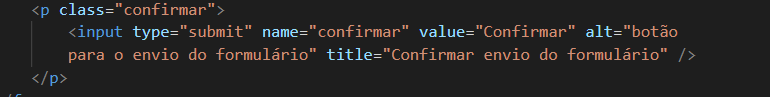 <p class="confirmar">
<input type="submit" name="confirmar" value="Confirmar" alt="botão
para o envio do formulário" title="Confirmar envio do formulário" />
</p>